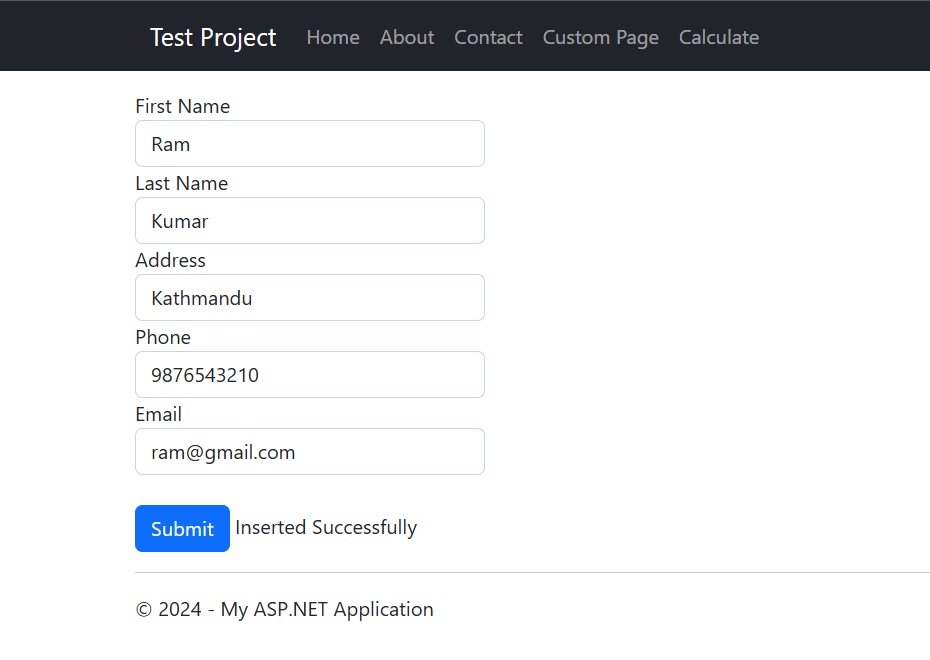 Test Project Home About Contact Custom Page Calculate
First Name
Ram
Last Name
Kumar
Address
Kathmandu
Phone
9876543210
Email
ram@gmail.com
Submit Inserted Successfully
© 2024 - My ASP.NET Application